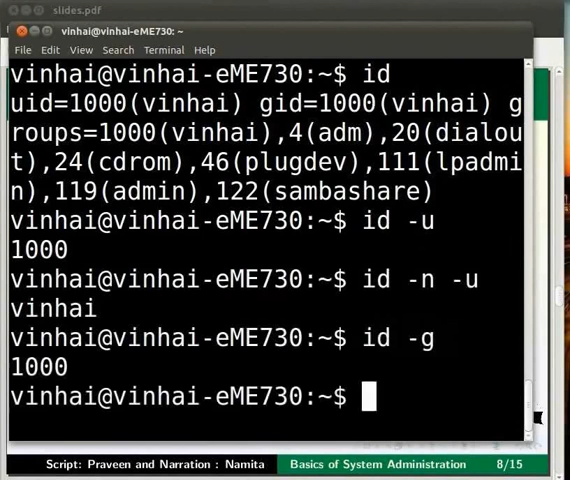 slides.pdf
vinhai@vinhai-eME730: ~
File Edit View Search Terminal Help
vinhai@vinhai-eME730:~$ id
uid=1000(vinhai) gid=1000(vinhai) g
roups=1000(vinhai),4(adm),20(dialou
t),24(cdrom),46(plugdev),111(lpadmi
n),119(admin),122(sambashare)
vinhai@vinhai-eME730:~$ id -u
1000
vinhai@vinhai-eME730:~$ id -n -u
vinhai
vinhai@vinhai-eME730:~$ id -g
1000
vinhai@vinhai-eME730:~$
Script: Praveen and Narration : Namita Basics of System Administration 8/15